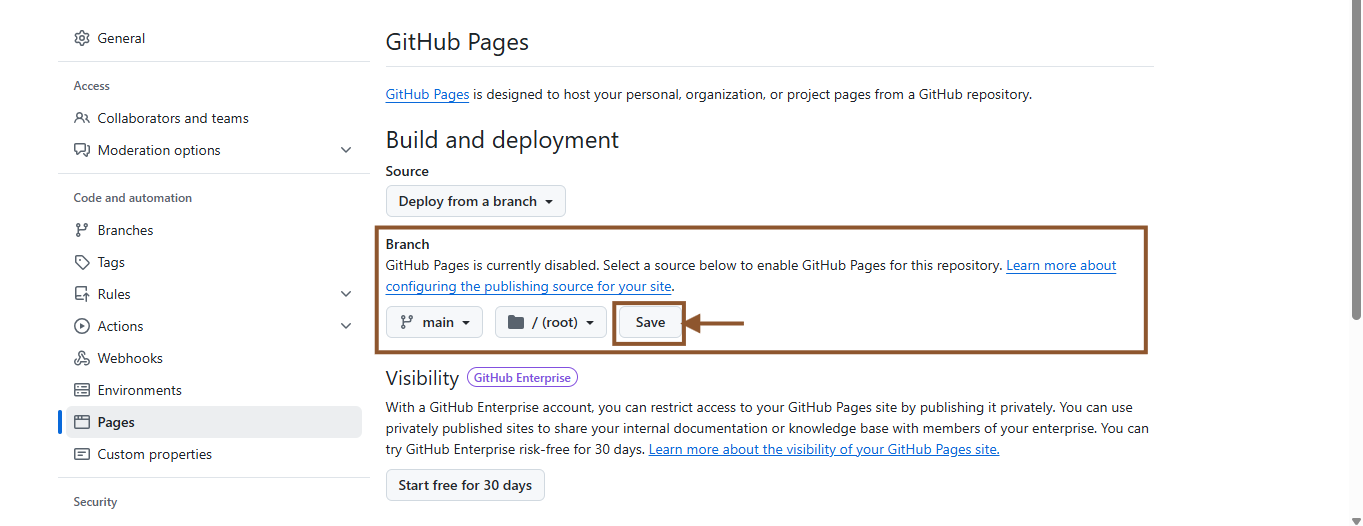 General
Access
Collaborators and teams
Moderation options
Code and automation
Branches
Tags
Rules
Actions
Webhooks
Environments
Pages
Custom properties
Security
GitHub Pages
GitHub Pages is designed to host your personal, organization, or project pages from a GitHub repository.
Build and deployment
Source
Deploy from a branch
Branch
GitHub Pages is currently disabled. Select a source below to enable GitHub Pages for this repository. Learn more about
configuring the publishing source for your site.
main / (root) Save
Visibility GitHub Enterprise
With a GitHub Enterprise account, you can restrict access to your GitHub Pages site by publishing it privately. You can use
privately published sites to share your internal documentation or knowledge base with members of your enterprise. You can
try GitHub Enterprise risk-free for 30 days. Learn more about the visibility of your GitHub Pages site.
Start free for 30 days